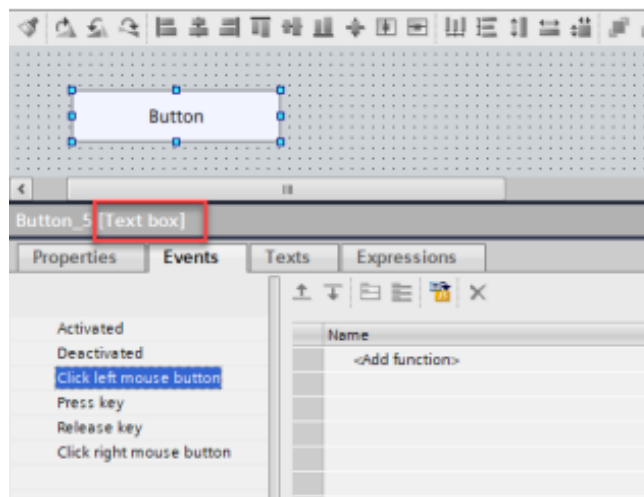 Button
Button_5 [Text box]
Properties Events Texts Expressions
Name
Activated
<Add function>
Deactivated
Click left mouse button
Press key
Release key
Click right mouse button